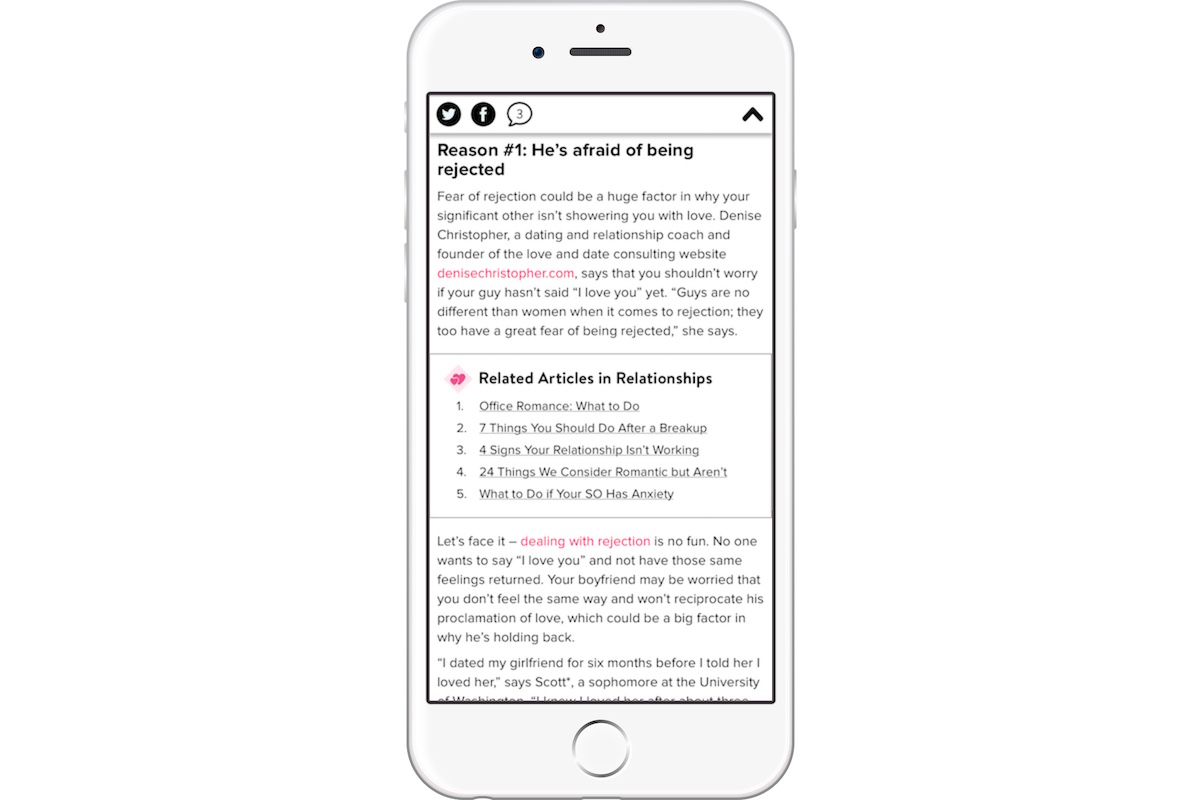 3
Reason #1: He’s afraid of being
rejected
Fear of rejection could be a huge factor in why your
significant other isn’t showering you with love. Denise
Christopher, a dating and relationship coach and
founder of the love and date consulting website
denisechristopher.com, says that you shouldn’t worry
if your guy hasn’t said “I love you” yet. “Guys are no
different than women when it comes to rejection; they
too have a great fear of being rejected,” she says.
Related Articles in Relationships
1. Office Romance: What to Do
2. 7 Things You Should Do After a Breakup
3. 4 Signs Your Relationship Isn’t Working
4. 24 Things We Consider Romantic but Aren’t
5. What to Do if Your SO Has Anxiety
Let’s face it – dealing with rejection is no fun. No one
wants to say “I love you” and not have those same
feelings returned. Your boyfriend may be worried that
you don’t feel the same way and won’t reciprocate his
proclamation of love, which could be a big factor in
why he’s holding back.
“I dated my girlfriend for six months before I told her I
loved her,” says Scott*, a sophomore at the University
of Washington. “I knew I loved her after about three